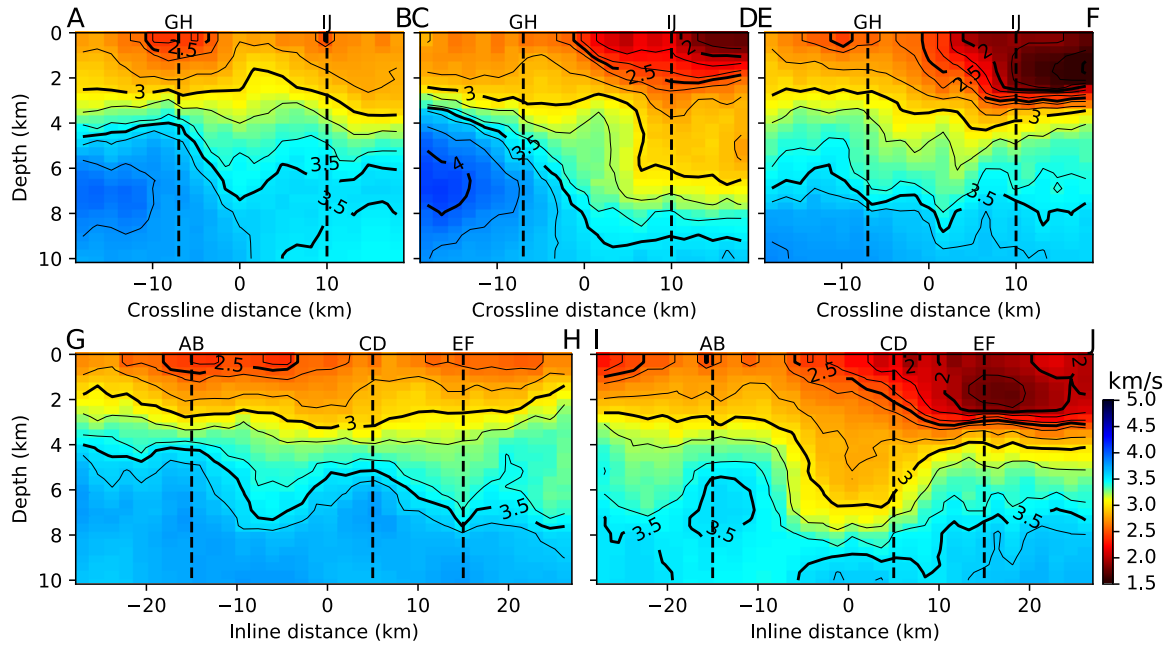 A GH IJ B
C GH IJ D
E GH IJ F
0
2
4
6
8
10
Depth (km)
2.5
3
3.5
3.5
2
2.5
3
3.5
4
2
2.5
3
3.5
−10 0 10
−10 0 10
−10 0 10
Crossline distance (km)
Crossline distance (km)
Crossline distance (km)
G AB CD EF H
I AB CD EF J
0
2
4
6
8
10
Depth (km)
2.5
3
3.5
2.5
2
2
2
3
3.5
3.5
3.5
−20 −10 0 10 20
−20 −10 0 10 20
Inline distance (km)
Inline distance (km)
km/s
5.0
4.5
4.0
3.5
3.0
2.5
2.0
1.5